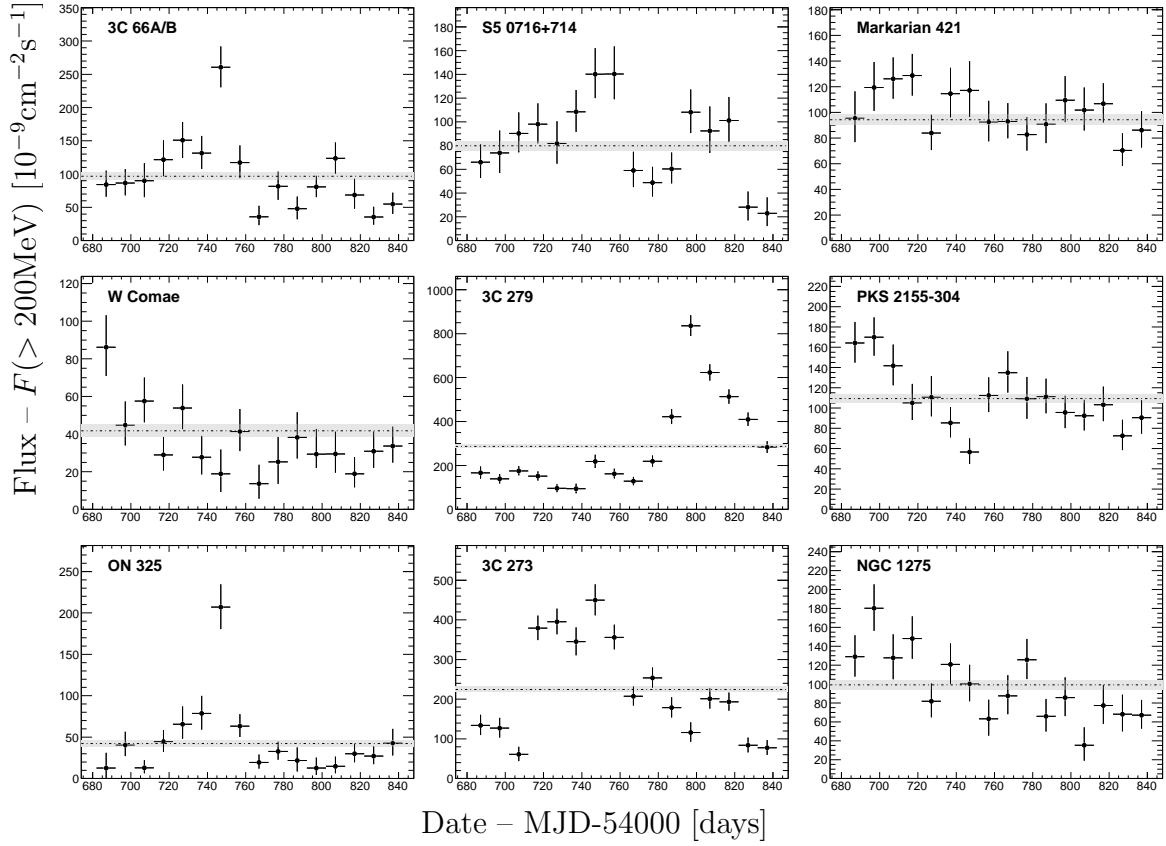 Flux – F(> 200MeV) [10⁻⁹cm⁻²s⁻¹]
3C 66A/B
0 50 100 150 200 250 300 350
680 700 720 740 760 780 800 820 840
S5 0716+714
0 20 40 60 80 100 120 140 160 180 200
680 700 720 740 760 780 800 820 840
Markarian 421
0 20 40 60 80 100 120 140 160 180
680 700 720 740 760 780 800 820 840
W Comae
0 20 40 60 80 100 120
680 700 720 740 760 780 800 820 840
3C 279
0 200 400 600 800 1000
680 700 720 740 760 780 800 820 840
PKS 2155-304
0 20 40 60 80 100 120 140 160 180 200 220
680 700 720 740 760 780 800 820 840
ON 325
0 50 100 150 200 250
680 700 720 740 760 780 800 820 840
3C 273
0 100 200 300 400 500
680 700 720 740 760 780 800 820 840
NGC 1275
0 20 40 60 80 100 120 140 160 180 200 220 240
680 700 720 740 760 780 800 820 840
Date – MJD-54000 [days]